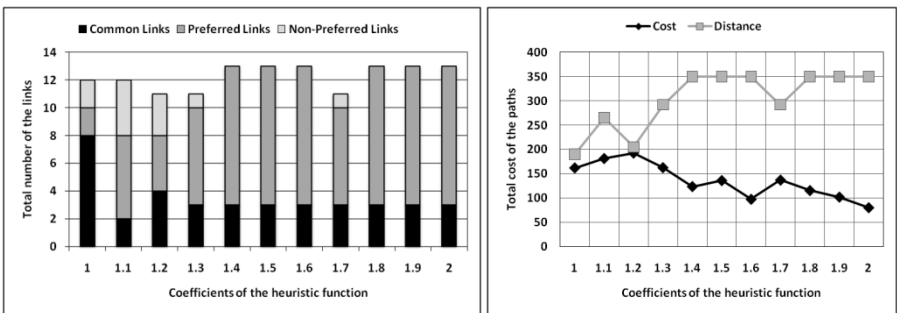 Common Links Preferred Links Non-Preferred Links
14
12
10
8
6
4
2
0
Total number of the links
1 1.1 1.2 1.3 1.4 1.5 1.6 1.7 1.8 1.9 2
Coefficients of the heuristic function
Cost Distance
400
350
300
250
200
150
100
50
0
Total cost of the paths
1 1.1 1.2 1.3 1.4 1.5 1.6 1.7 1.8 1.9 2
Coefficients of the heuristic function